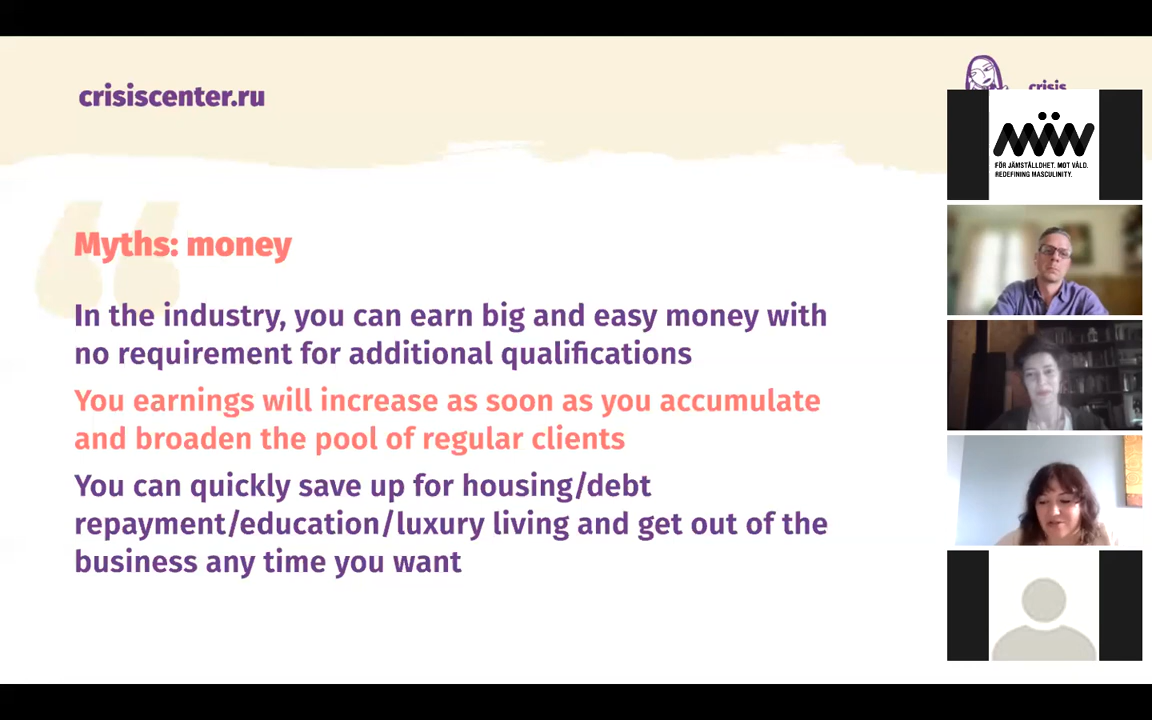 crisiscenter.ru
crisis
MÄN
FÖR JÄMSTÄLLDHET. MOT VÅLD.
REDEFINING MASCULINITY.
Myths: money
In the industry, you can earn big and easy money with
no requirement for additional qualifications
You earnings will increase as soon as you accumulate
and broaden the pool of regular clients
You can quickly save up for housing/debt
repayment/education/luxury living and get out of the
business any time you want